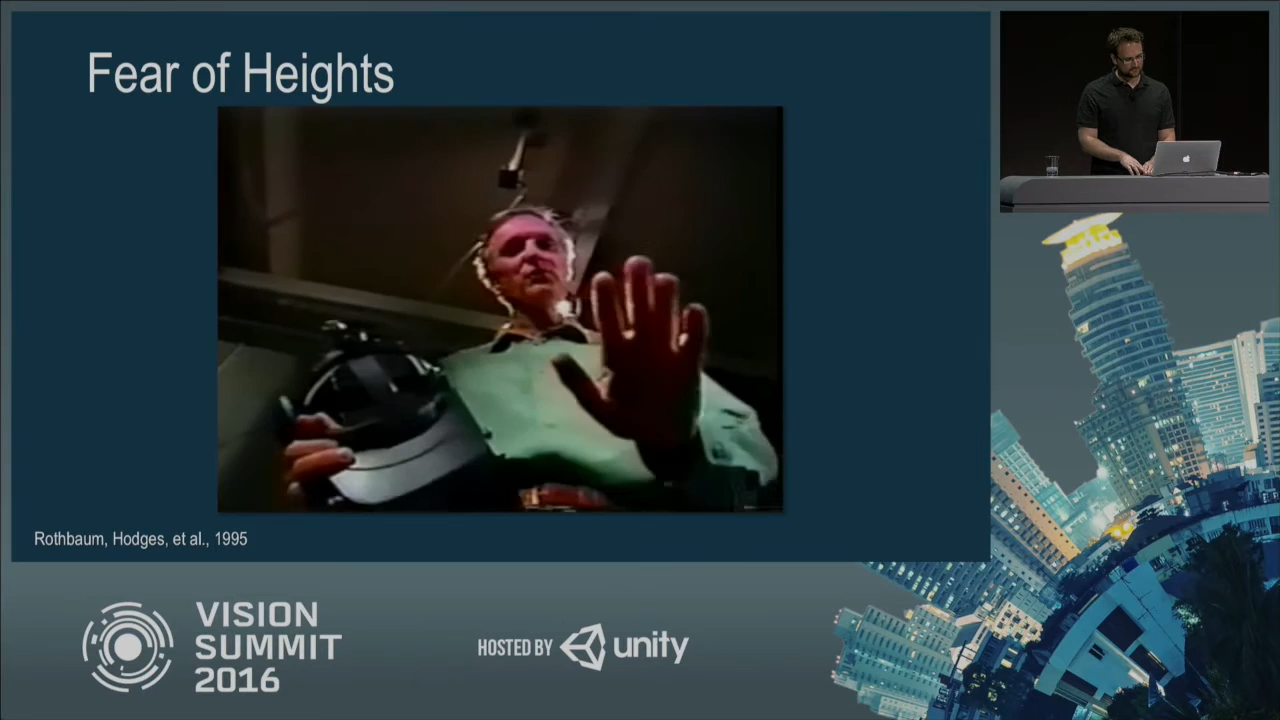 Fear of Heights
Rothbaum, Hodges, et al., 1995
VISION
SUMMIT
2016
HOSTED BY unity